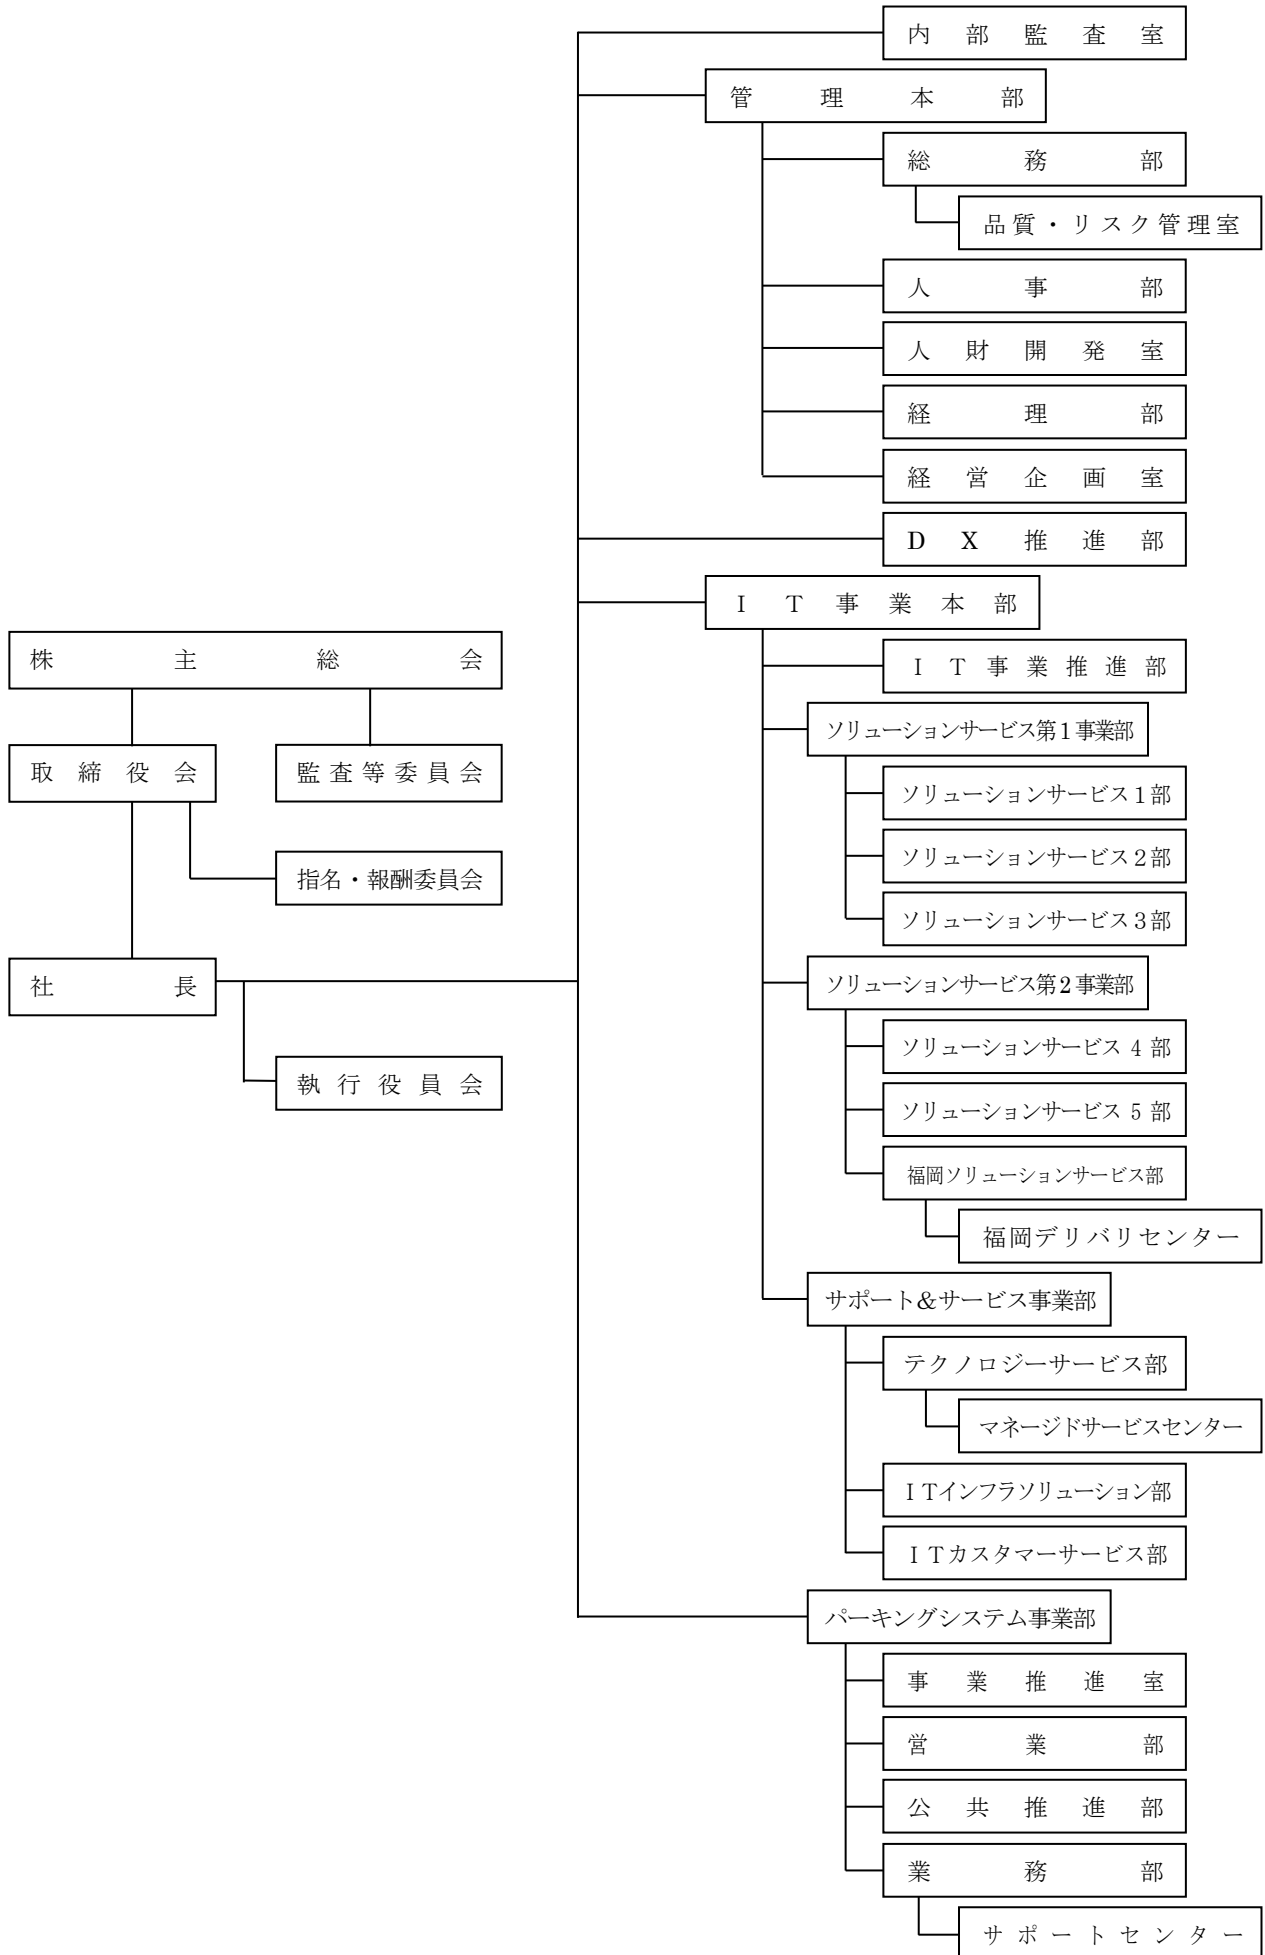 内部監査室
管理本部
総務部
品質・リスク管理室
人事部
人財開発室
経理部
経営企画室
DX推進部
ＩＴ事業本部
株主総会
ＩＴ事業推進部
ソリューションサービス第１事業部
取締役会
監査等委員会
ソリューションサービス１部
ソリューションサービス２部
指名・報酬委員会
ソリューションサービス３部
社長
ソリューションサービス第２事業部
ソリューションサービス 4 部
執行役員会
ソリューションサービス 5 部
福岡ソリューションサービス部
福岡デリバリセンター
サポート＆サービス事業部
テクノロジーサービス部
マネージドサービスセンター
ＩＴインフラソリューション部
ＩＴカスタマーサービス部
パーキングシステム事業部
事業推進室
営業部
公共推進部
業務部
サポートセンター